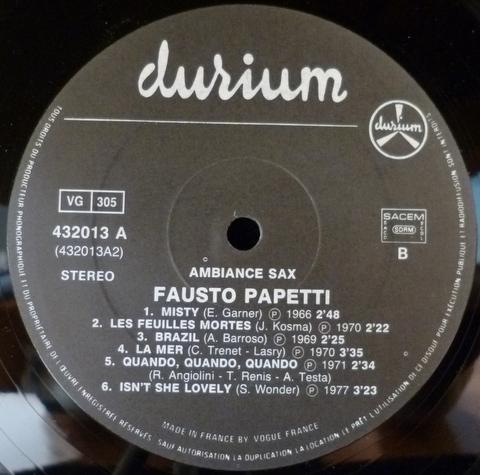 durium
durium
VG 305
432013 A
(432013A2)
STEREO
SACEM
SACD SDRM SGDL
B
AMBIANCE SAX
FAUSTO PAPETTI
1. MISTY (E. Garner) Ⓟ 1966 2'48
2. LES FEUILLES MORTES (J. Kosma) Ⓟ 1970 2'22
3. BRAZIL (A. Barroso) Ⓟ 1969 2'25
4. LA MER (C. Trenet - Lasry) Ⓟ 1970 3'35
5. QUANDO, QUANDO, QUANDO Ⓟ 1971 2'34
(R. Angiolini - T. Renis - A. Testa)
6. ISN'T SHE LOVELY (S. Wonder) Ⓟ 1977 3'23
MADE IN FRANCE BY VOGUE FRANCE
TOUS DROITS DU PRODUCTEUR PHONOGRAPHIQUE ET DU PROPRIETAIRE DE L'ŒUVRE ENREGISTREE RESERVES. SAUF AUTORISATION LA DUPLICATION, LA LOCATION, LE PRET OU L'UTILISATION DE CE DISQUE POUR EXECUTION PUBLIQUE ET RADIODIFFUSION SONT INTERDITS